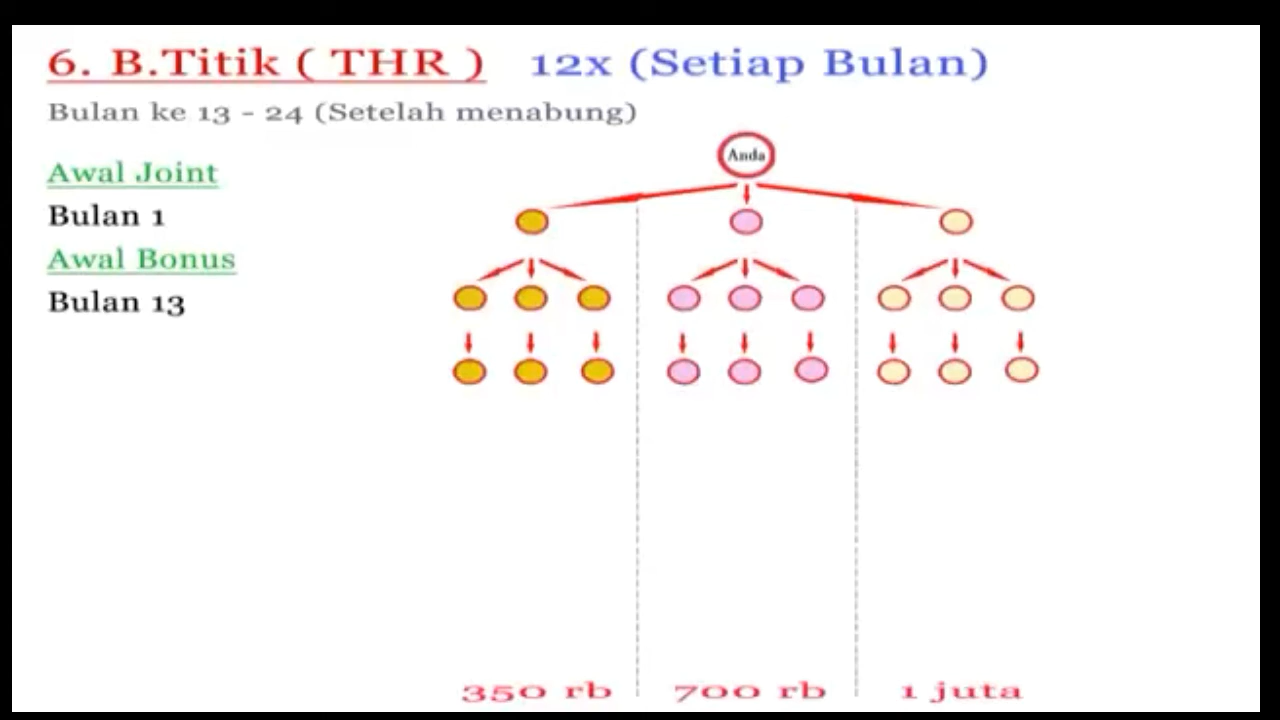 6. B.Titik ( THR ) 12x (Setiap Bulan)
Bulan ke 13 - 24 (Setelah menabung)
Anda
Awal Joint
Bulan 1
Awal Bonus
Bulan 13
350 rb 700 rb 1 juta